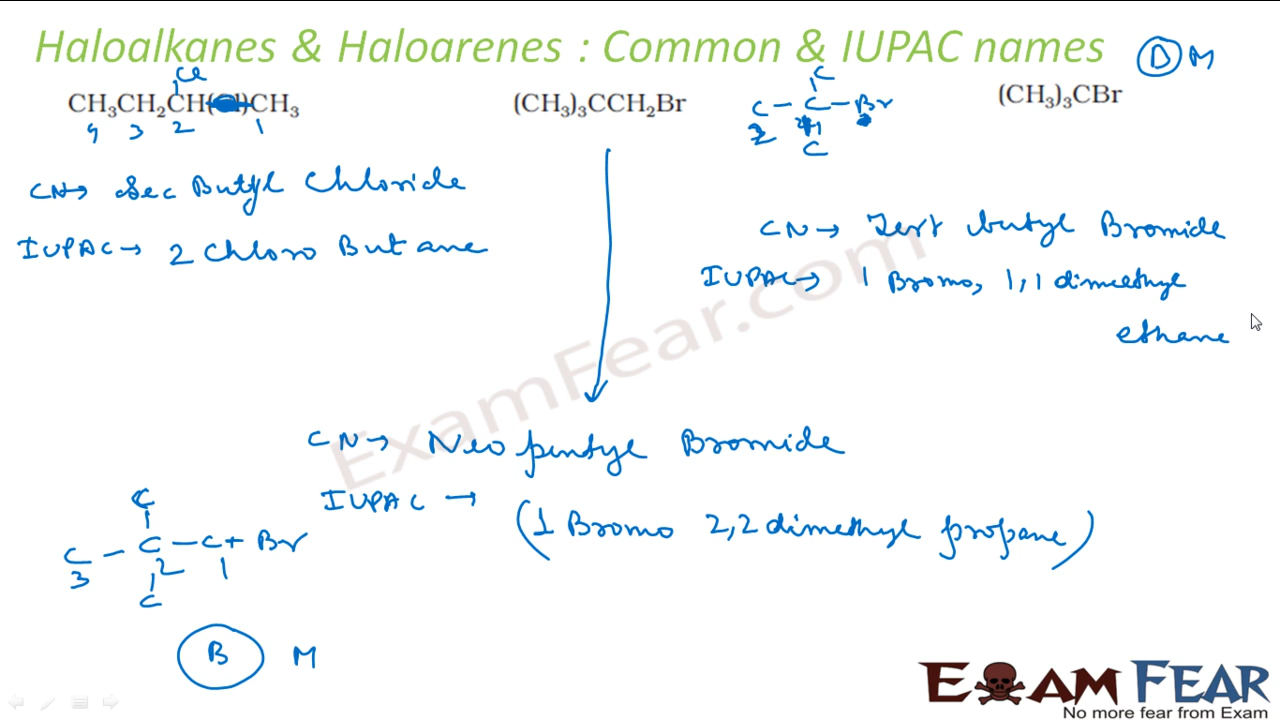 Haloalkanes & Haloarenes : Common & IUPAC names
D M
Cl
CH₃CH₂CH( )CH₃
4 3 2 1
(CH₃)₃CCH₂Br
C
C – C – Br
2 1
C
(CH₃)₃CBr
CN → Sec Butyl Chloride
IUPAC → 2 Chloro Butane
CN → Tert butyl Bromide
IUPAC → 1 Bromo, 1,1 dimethyl
ethane
CN → Neo pentyl Bromide
IUPAC →
(1 Bromo 2,2 dimethyl propane)
C
C – C – C + Br
3 2 1
C
B M
ExamFear.com
EXAM FEAR
No more fear from Exam